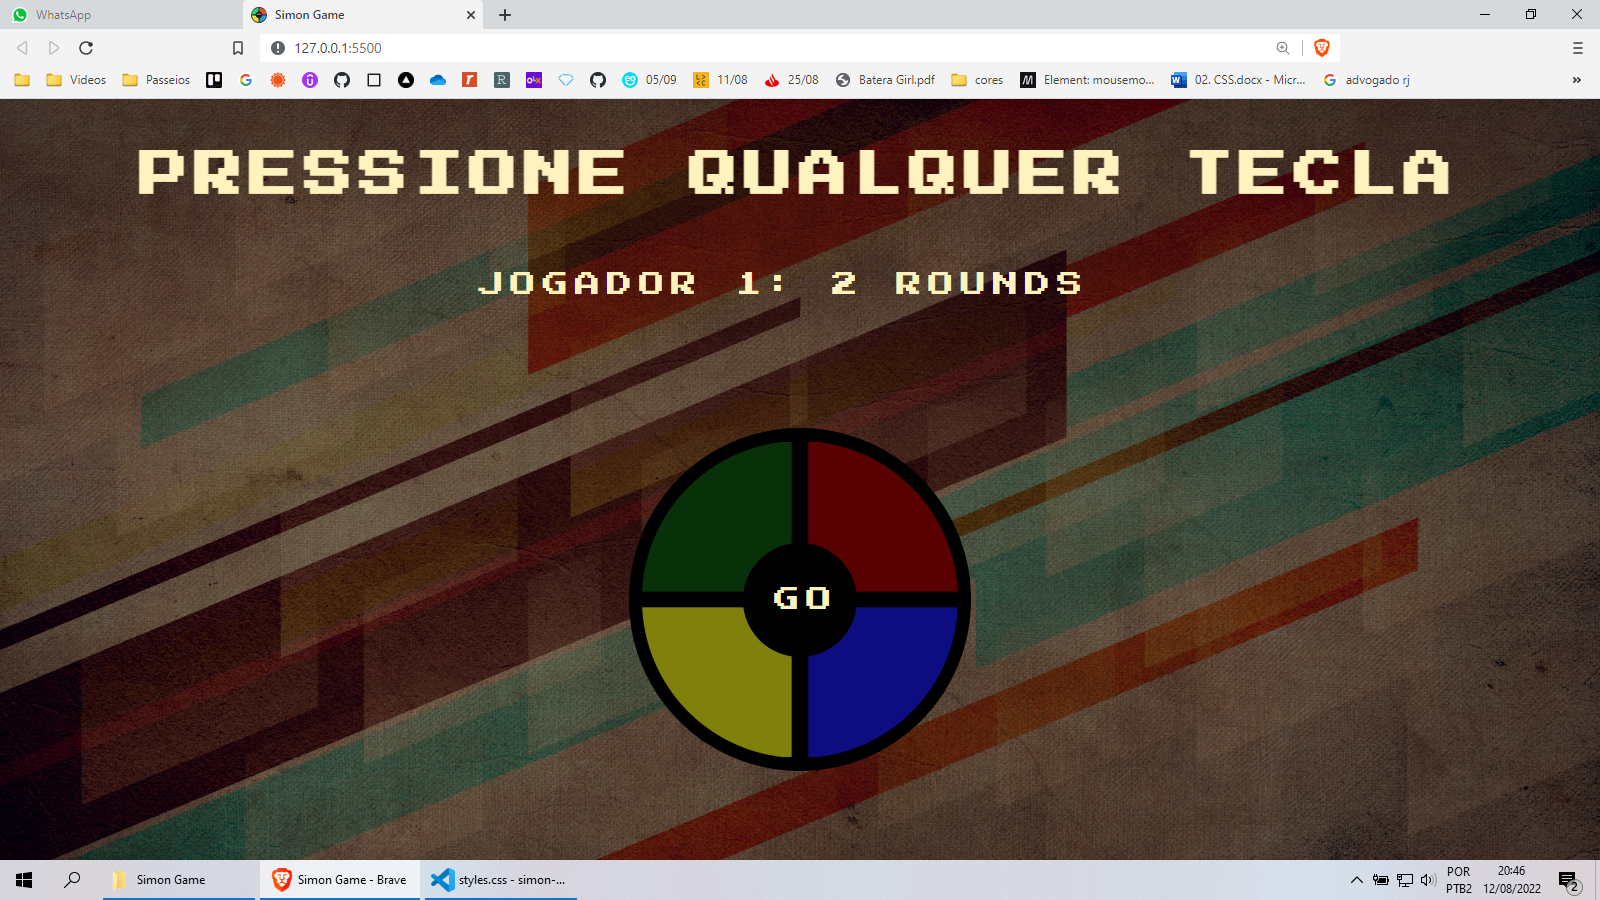 WhatsApp
Simon Game
127.0.0.1:5500
Videos
Passeios
05/09
11/08
25/08
Batera Girl.pdf
cores
Element: mousemo...
02. CSS.docx - Micr...
advogado rj
PRESSIONE QUALQUER TECLA
JOGADOR 1: 2 ROUNDS
GO
Simon Game
Simon Game - Brave
styles.css - simon-...
POR
PTB2
20:46
12/08/2022
2